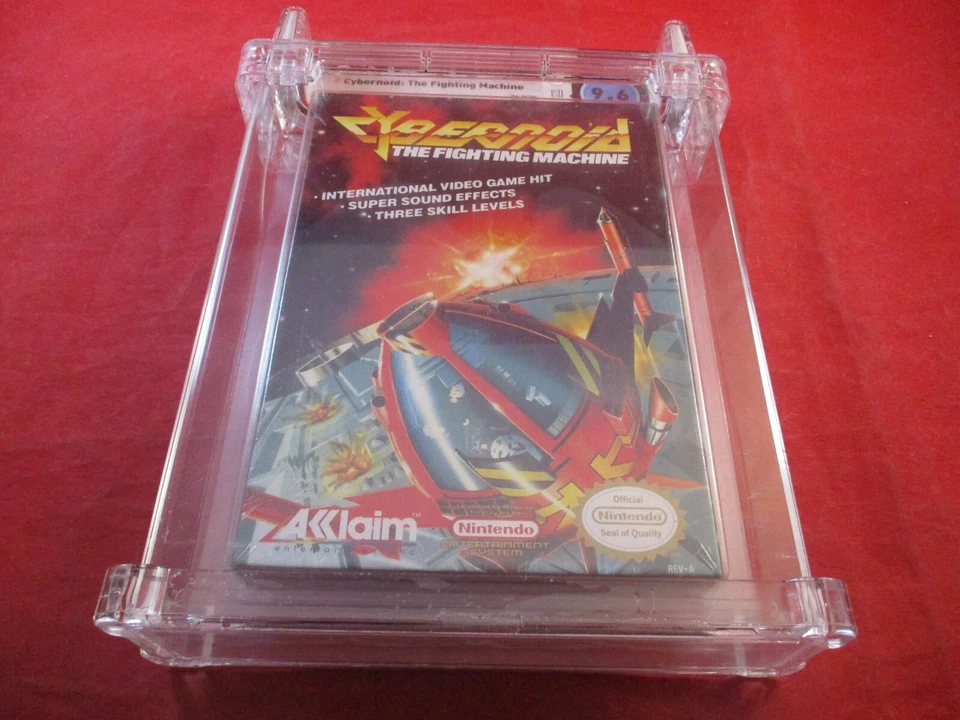 Cybernoid: The Fighting Machine
9.6
CYBERNOID
THE FIGHTING MACHINE
· INTERNATIONAL VIDEO GAME HIT
· SUPER SOUND EFFECTS
· THREE SKILL LEVELS
AKKlaim™
Nintendo
ENTERTAINMENT
SYSTEM
Official
Nintendo
Seal of Quality
REV-A